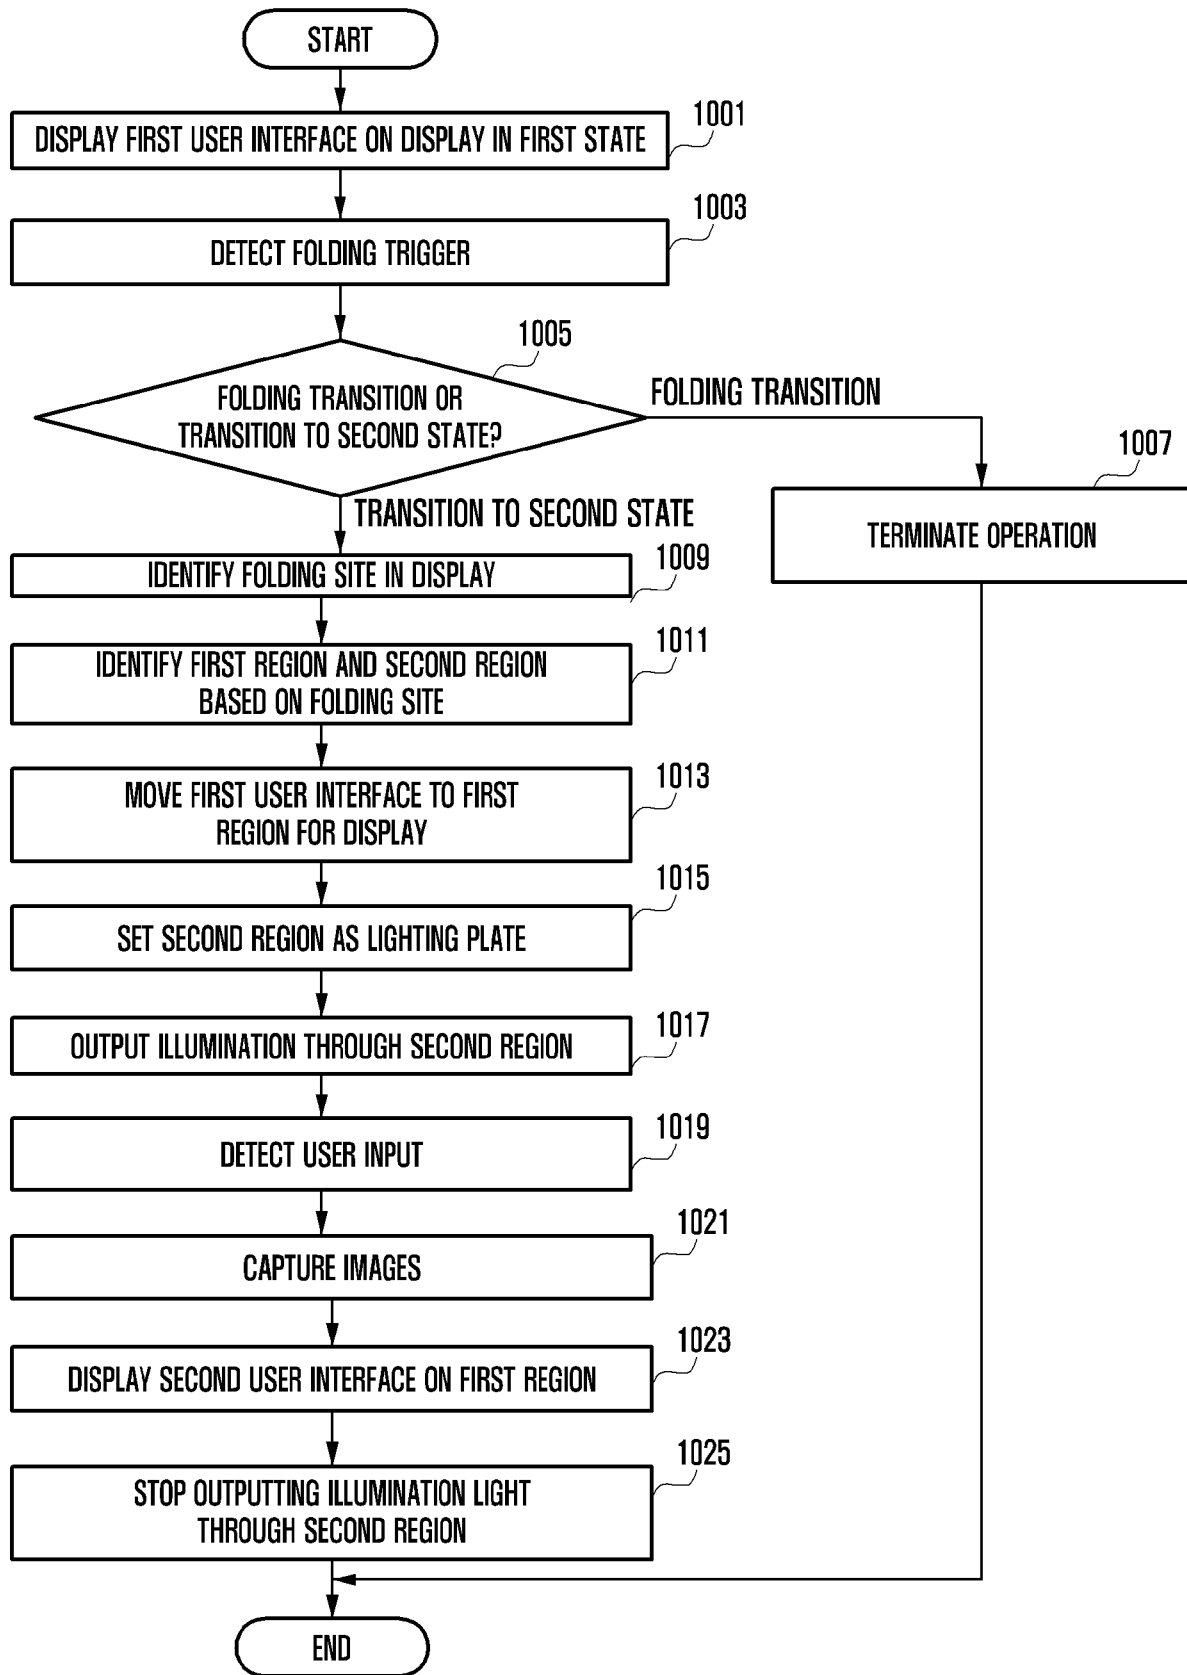 START
1001
DISPLAY FIRST USER INTERFACE ON DISPLAY IN FIRST STATE
1003
DETECT FOLDING TRIGGER
1005
FOLDING TRANSITION OR
TRANSITION TO SECOND STATE?
FOLDING TRANSITION
1007
TERMINATE OPERATION
TRANSITION TO SECOND STATE
1009
IDENTIFY FOLDING SITE IN DISPLAY
1011
IDENTIFY FIRST REGION AND SECOND REGION
BASED ON FOLDING SITE
1013
MOVE FIRST USER INTERFACE TO FIRST
REGION FOR DISPLAY
1015
SET SECOND REGION AS LIGHTING PLATE
1017
OUTPUT ILLUMINATION THROUGH SECOND REGION
1019
DETECT USER INPUT
1021
CAPTURE IMAGES
1023
DISPLAY SECOND USER INTERFACE ON FIRST REGION
1025
STOP OUTPUTTING ILLUMINATION LIGHT
THROUGH SECOND REGION
END